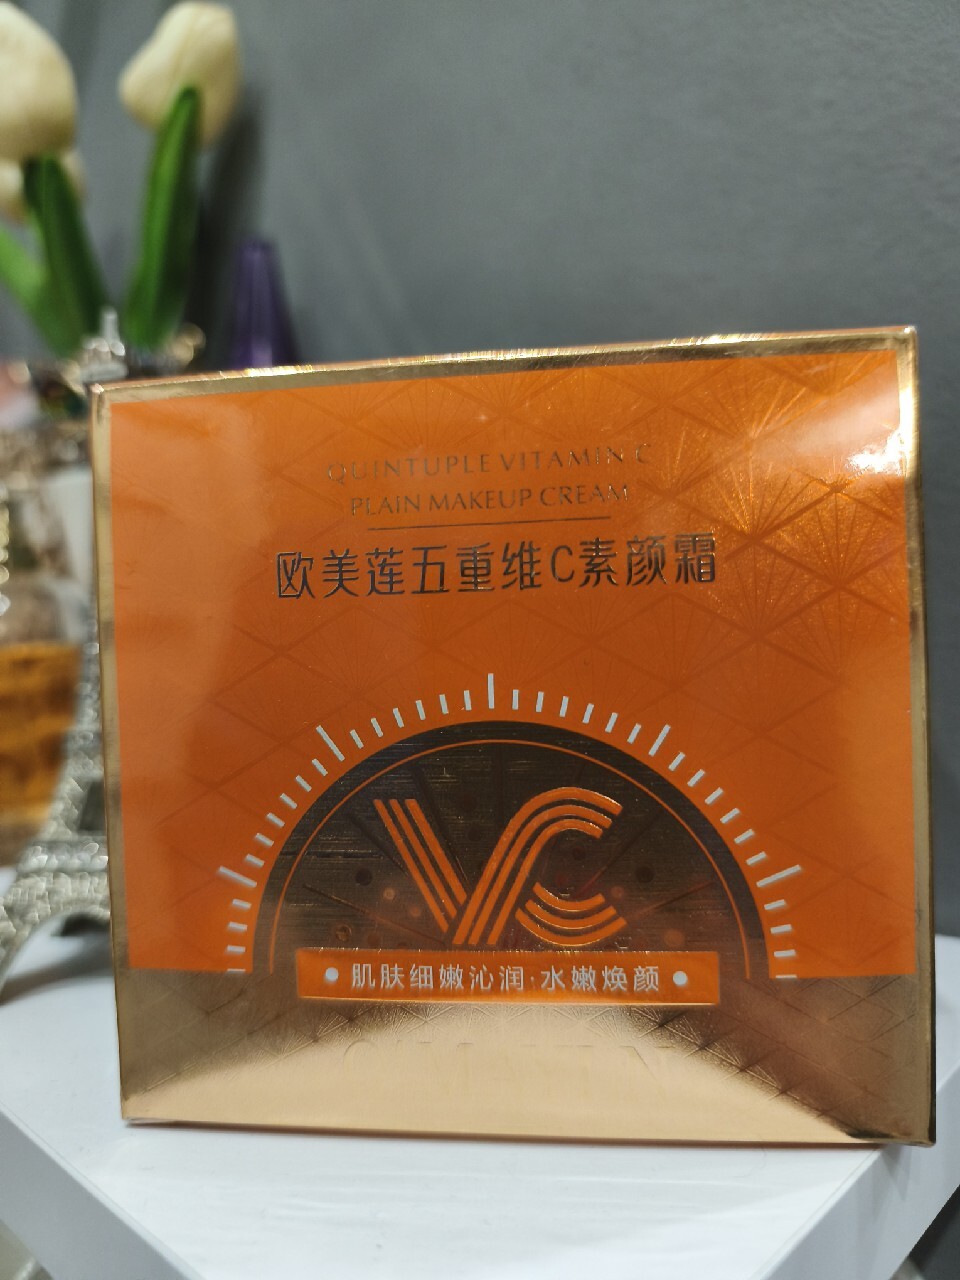 QUINTUPLE VITAMIN C
PLAIN MAKEUP CREAM
欧美莲五重维C素颜霜
VC
肌肤细嫩沁润·水嫩焕颜